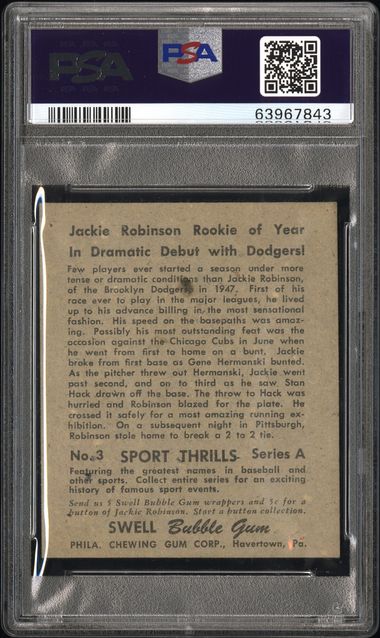 PSA
PSA
63967843
Jackie Robinson Rookie of Year
In Dramatic Debut with Dodgers!
Few players ever started a season under more
tense or dramatic conditions than Jackie Robinson,
of the Brooklyn Dodgers in 1947. First of his
race ever to play in the major leagues, he lived
up to his advance billing in the most sensational
fashion. His speed on the basepaths was amaz-
ing. Possibly his most outstanding feat was the
occasion against the Chicago Cubs in June when
he went from first to home on a bunt. Jackie
broke from first base as Gene Hermanski bunted.
As the pitcher threw out Hermanski, Jackie went
past second, and on to third as he saw Stan
Hack drawn off the base. The throw to Hack was
hurried and Robinson blazed for the plate. He
crossed it safely for a most amazing running exhi-
bition. On a subsequent night in Pittsburgh,
Robinson stole home to break a 2 to 2 tie.
No. 3 SPORT THRILLS Series A
Featuring the greatest names in baseball and
other sports. Collect entire series for an exciting
history of famous sport events.
Send us 5 Swell Bubble Gum wrappers and 5c for a
button of Jackie Robinson. Start a button collection.
SWELL Bubble Gum
PHILA. CHEWING GUM CORP., Havertown, Pa.